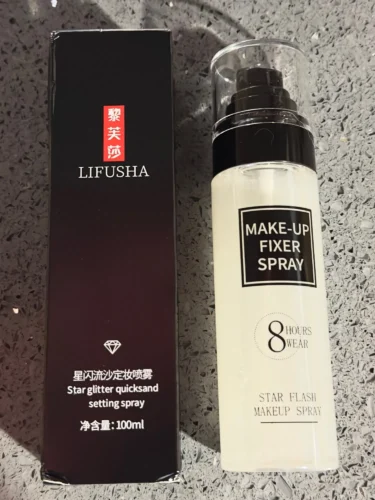 黎芙莎
LIFUSHA
星闪流沙定妆喷雾
Star glitter quicksand
setting spray
净含量:100ml
MAKE-UP
FIXER
SPRAY
8 HOURS
WEAR
STAR FLASH
MAKEUP SPRAY